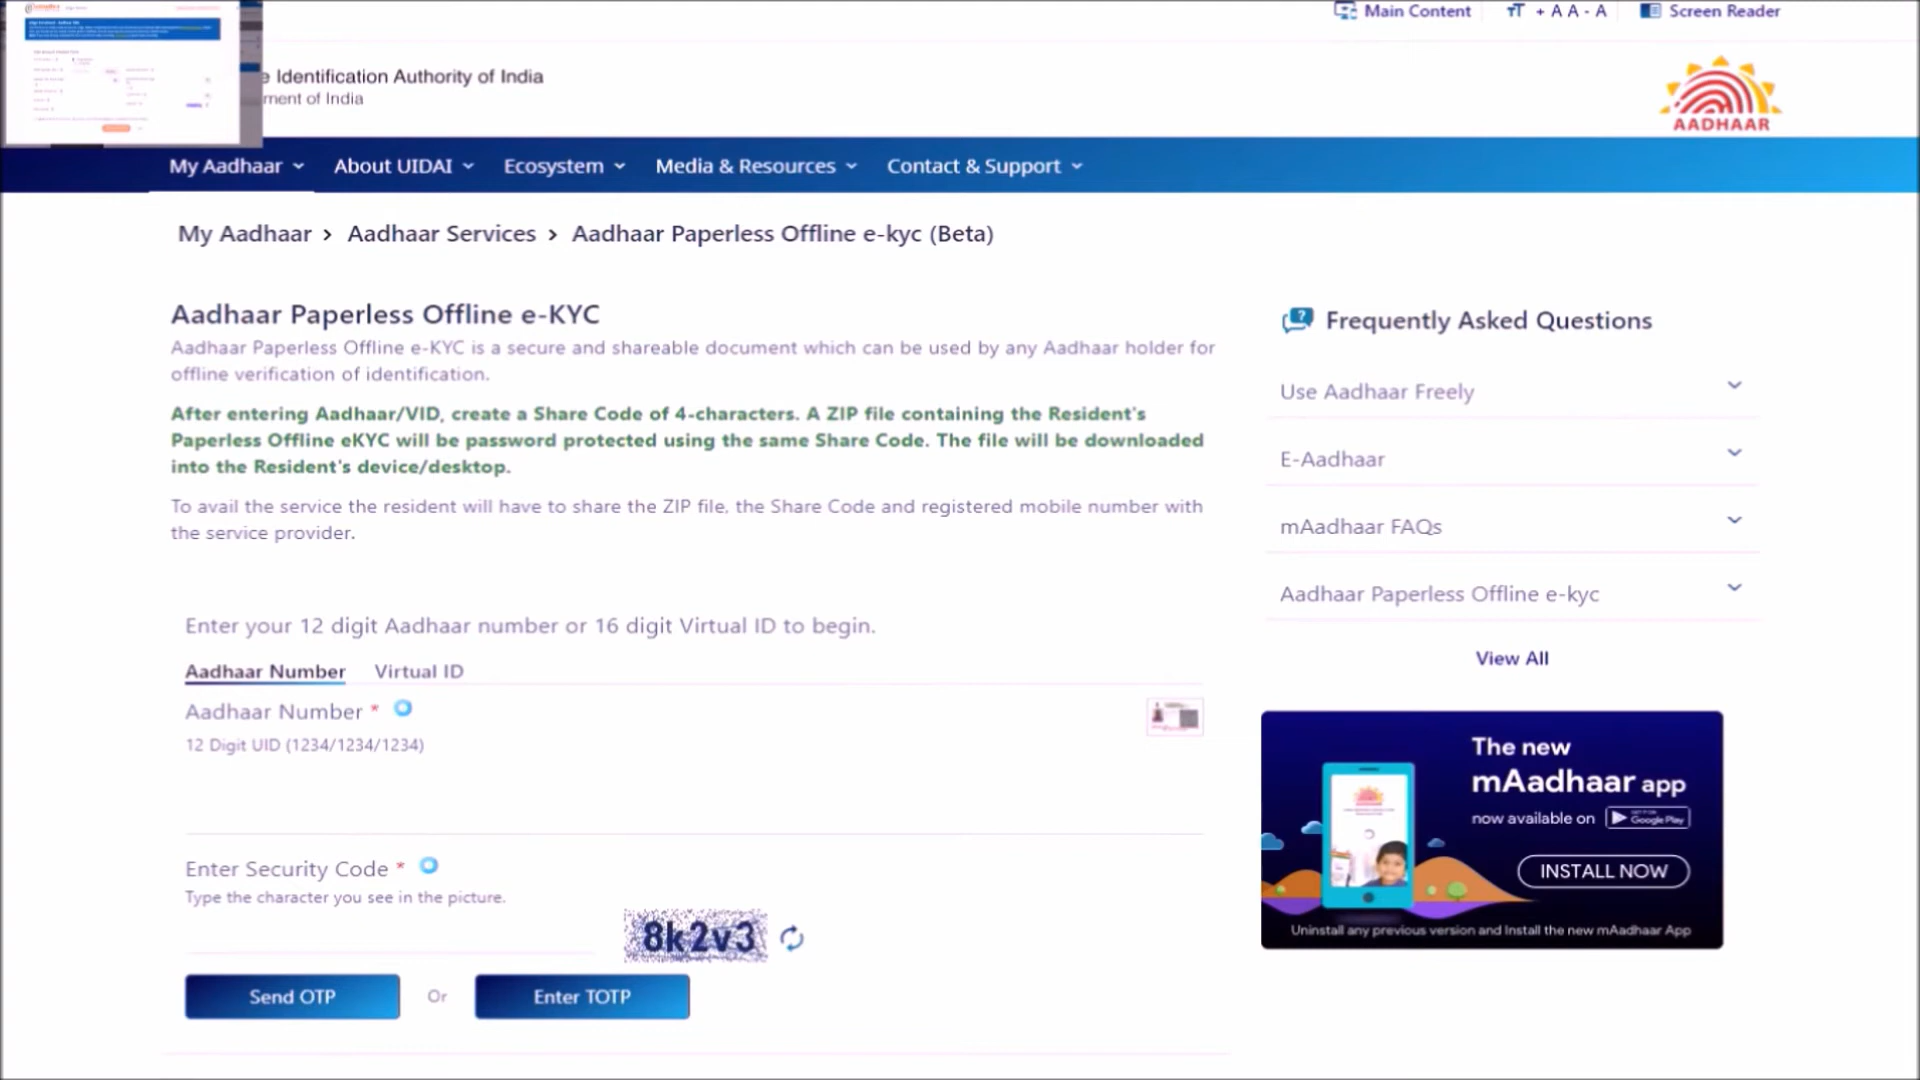 Main Content
+ A A - A
Screen Reader
Identification Authority of India
of India
AADHAAR
My Aadhaar
About UIDAI
Ecosystem
Media & Resources
Contact & Support
My Aadhaar › Aadhaar Services › Aadhaar Paperless Offline e-kyc (Beta)
Aadhaar Paperless Offline e-KYC
Aadhaar Paperless Offline e-KYC is a secure and shareable document which can be used by any Aadhaar holder for
offline verification of identification.
After entering Aadhaar/VID, create a Share Code of 4-characters. A ZIP file containing the Resident's
Paperless Offline eKYC will be password protected using the same Share Code. The file will be downloaded
into the Resident's device/desktop.
To avail the service the resident will have to share the ZIP file, the Share Code and registered mobile number with
the service provider.
Enter your 12 digit Aadhaar number or 16 digit Virtual ID to begin.
Aadhaar Number
Virtual ID
Aadhaar Number *
12 Digit UID (1234/1234/1234)
Enter Security Code *
Type the character you see in the picture.
8k2v3
Send OTP
Or
Enter TOTP
Frequently Asked Questions
Use Aadhaar Freely
E-Aadhaar
mAadhaar FAQs
Aadhaar Paperless Offline e-kyc
View All
The new
mAadhaar app
now available on
GET IT ON
Google Play
INSTALL NOW
Uninstall any previous version and Install the new mAadhaar App